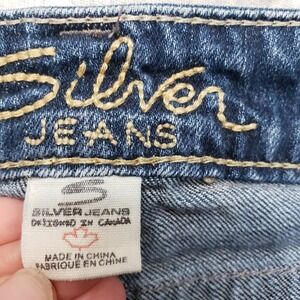 Silver
JEANS
SILVER JEANS
DESIGNED IN CANADA
MADE IN CHINA
FABRIQUÉ EN CHINE